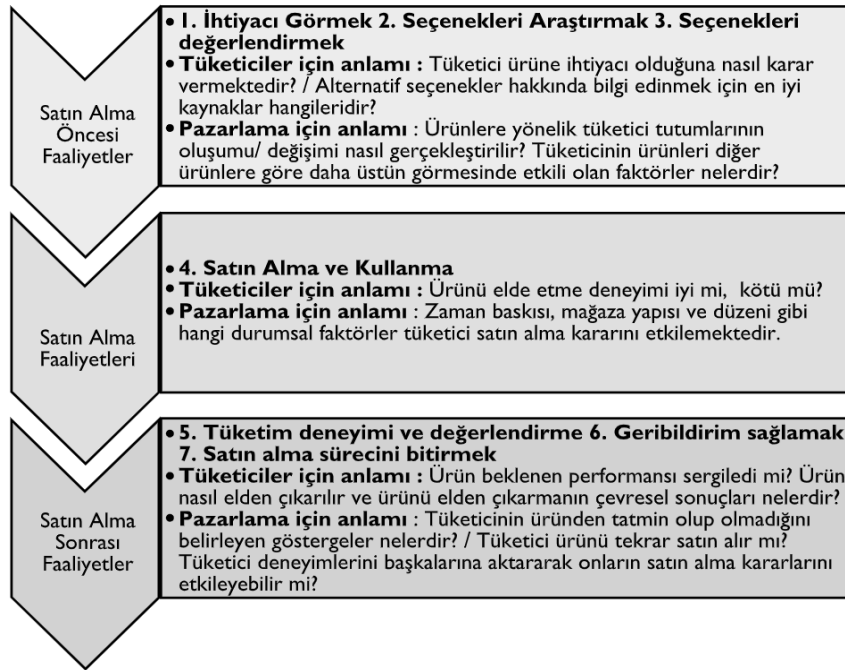 Satın Alma
Öncesi
Faaliyetler
• 1. İhtiyacı Görmek 2. Seçenekleri Araştırmak 3. Seçenekleri
değerlendirmek
• Tüketiciler için anlamı : Tüketici ürüne ihtiyacı olduğuna nasıl karar
vermektedir? / Alternatif seçenekler hakkında bilgi edinmek için en iyi
kaynaklar hangileridir?
• Pazarlama için anlamı : Ürünlere yönelik tüketici tutumlarının
oluşumu/ değişimi nasıl gerçekleştirilir? Tüketicinin ürünleri diğer
ürünlere göre daha üstün görmesinde etkili olan faktörler nelerdir?
Satın Alma
Faaliyetleri
• 4. Satın Alma ve Kullanma
• Tüketiciler için anlamı : Ürünü elde etme deneyimi iyi mi, kötü mü?
• Pazarlama için anlamı : Zaman baskısı, mağaza yapısı ve düzeni gibi
hangi durumsal faktörler tüketici satın alma kararını etkilemektedir.
Satın Alma
Sonrası
Faaliyetler
• 5. Tüketim deneyimi ve değerlendirme 6. Geribildirim sağlamak
7. Satın alma sürecini bitirmek
• Tüketiciler için anlamı : Ürün beklenen performansı sergiledi mi? Ürün
nasıl elden çıkarılır ve ürünü elden çıkarmanın çevresel sonuçları nelerdir?
• Pazarlama için anlamı : Tüketicinin üründen tatmin olup olmadığını
belirleyen göstergeler nelerdir? / Tüketici ürünü tekrar satın alır mı?
Tüketici deneyimlerini başkalarına aktararak onların satın alma kararlarını
etkileyebilir mi?